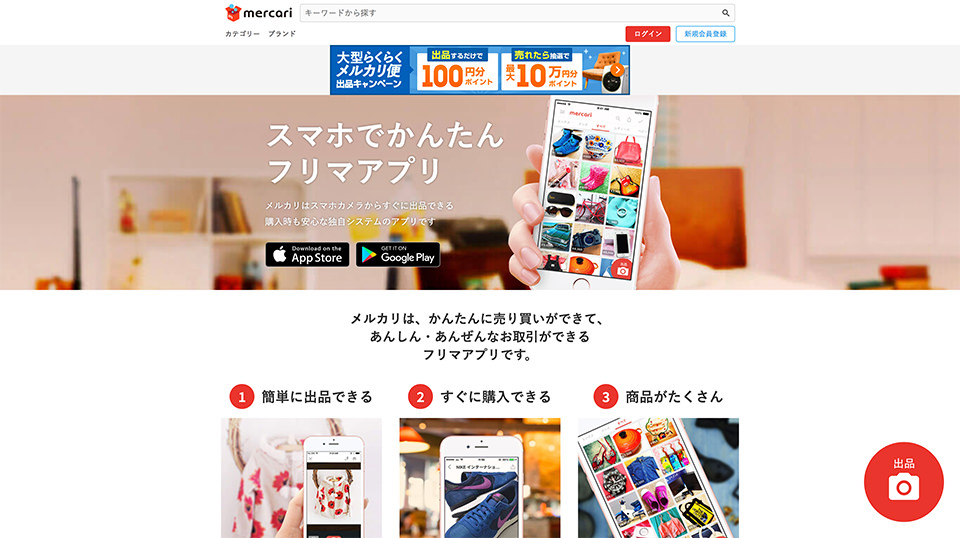 mercari
キーワードから探す
カテゴリー ブランド
ログイン
新規会員登録
大型らくらく
メルカリ便
出品キャンペーン
出品するだけで
100円分
ポイント
売れたら抽選で
最大10万円分
ポイント
スマホでかんたん
フリマアプリ
メルカリはスマホカメラからすぐに出品できる
購入時も安心な独自システムのアプリです
Download on the
App Store
GET IT ON
Google Play
mercari
出品
メルカリは、かんたんに売り買いができて、
あんしん・あんぜんなお取引ができる
フリマアプリです。
1 簡単に出品できる
2 すぐに購入できる
3 商品がたくさん
出品